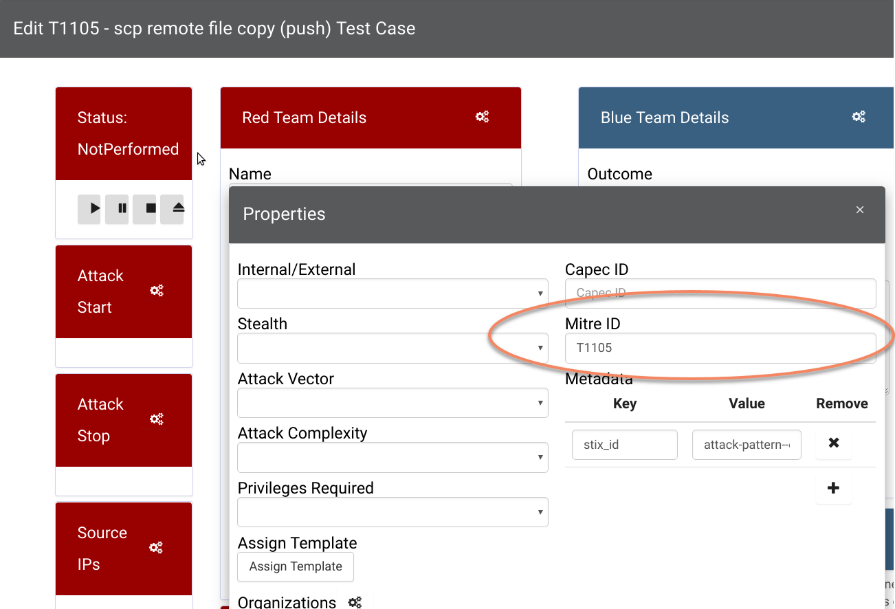 Edit T1105 - scp remote file copy (push) Test Case
Status:
NotPerformed
Red Team Details
Blue Team Details
Name
Outcome
Properties
×
Attack
Start
Attack
Stop
Source
IPs
Internal/External
Stealth
Attack Vector
Attack Complexity
Privileges Required
Assign Template
Assign Template
Organizations
Capec ID
Capec ID
Mitre ID
T1105
Metadata
Key Value Remove
stix_id attack-pattern--